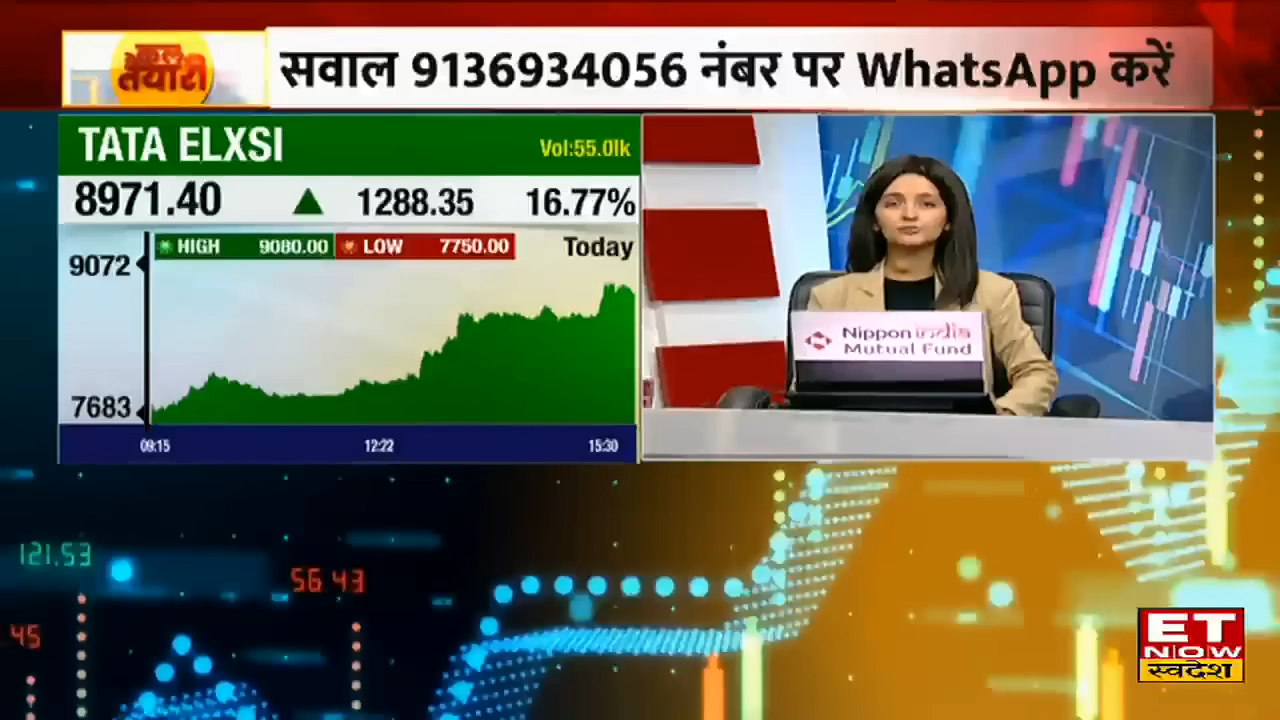 कल की तैयारी
सवाल 9136934056 नंबर पर WhatsApp करें
TATA ELXSI
Vol:55.0lk
8971.40 ▲ 1288.35 16.77%
HIGH 9080.00 LOW 7750.00 Today
9072
7683
09:15 12:22 15:30
Nippon india
Mutual Fund
121.53
56 43
45
ET
NOW
स्वदेश